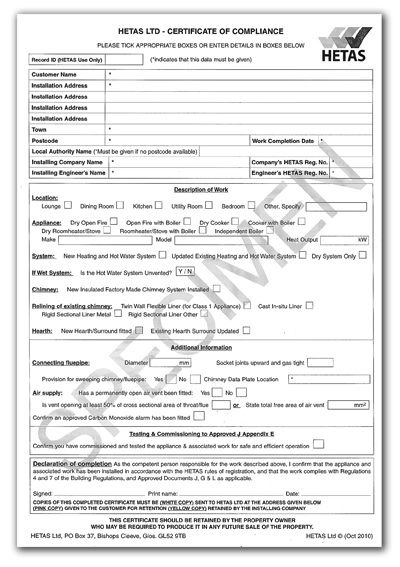 HETAS LTD - CERTIFICATE OF COMPLIANCE
HETAS
PLEASE TICK APPROPRIATE BOXES OR ENTER DETAILS IN BOXES BELOW
Record ID (HETAS Use Only) (*Indicates that this data must be given)
Customer Name *
Installation Address *
Installation Address
Installation Address
Installation Address
Town *
Postcode * Work Completion Date *
Local Authority Name (*Must be given if no postcode available)
Installing Company Name * Company's HETAS Reg. No. *
Installing Engineer's Name * Engineer's HETAS Reg. No. *
Description of Work
Location:
Lounge Dining Room Kitchen Utility Room Bedroom Other, Specify
Appliance: Dry Open Fire Open Fire with Boiler Dry Cooker Cooker with Boiler
Dry Roomheater/Stove Roomheater/Stove with Boiler Independent Boiler
Make Model Heat Output kW
System: New Heating and Hot Water System Updated Existing Heating and Hot Water System Dry System Only
If Wet System: Is the Hot Water System Unvented? Y / N
Chimney: New Insulated Factory Made Chimney System Installed
Relining of existing chimney: Twin Wall Flexible Liner (for Class 1 Appliance) Cast In-situ Liner
Rigid Sectional Liner Metal Rigid Sectional Liner Other
Hearth: New Hearth/Surround fitted Existing Hearth Surround Updated
Additional Information
Connecting fluepipe: Diameter mm Socket joints upward and gas tight
Provision for sweeping chimney/fluepipe: Yes No Chimney Data Plate Location *
Air supply: Has a permanently open air vent been fitted: Yes No
Is vent opening at least 50% of cross sectional area of throat/flue or State total free area of air vent mm²
Confirm an approved Carbon Monoxide alarm has been fitted
Testing & Commissioning to Approved J Appendix E
Confirm you have commissioned and tested the appliance & associated work for safe and efficient operation
Declaration of completion As the competent person responsible for the work described above, I confirm that the appliance and
associated work has been installed in accordance with the HETAS rules of registration, and that the work complies with Regulations
4 and 7 of the Building Regulations, and Approved Documents J, G & L as applicable.
Signed: Print name: Date:
COPIES OF THIS COMPLETED CERTIFICATE MUST BE (WHITE COPY) SENT TO HETAS LTD AT THE ADDRESS GIVEN BELOW
(PINK COPY) GIVEN TO THE CUSTOMER FOR RETENTION (YELLOW COPY) RETAINED BY THE INSTALLING COMPANY
THIS CERTIFICATE SHOULD BE RETAINED BY THE PROPERTY OWNER
WHO MAY BE REQUIRED TO PRODUCE IT IN ANY FUTURE SALE OF THE PROPERTY.
HETAS Ltd, PO Box 37, Bishops Cleeve, Glos. GL52 9TB HETAS Ltd © (Oct 2010)
SPECIMEN